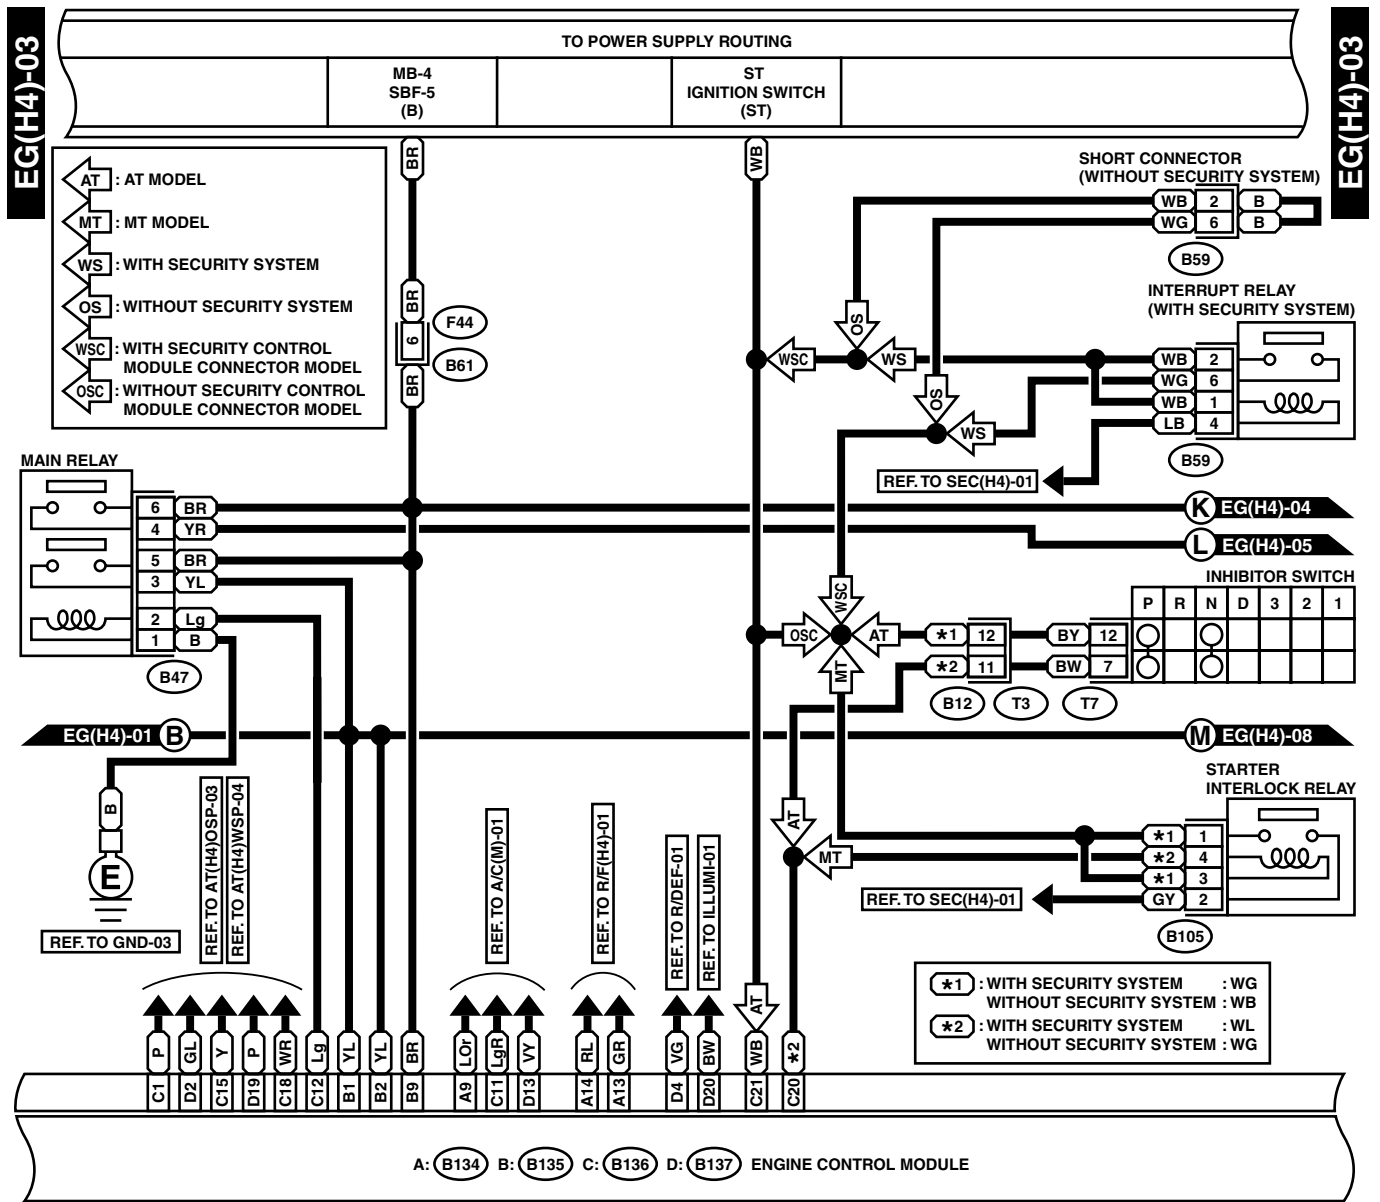 EG(H4)-03
EG(H4)-03
TO POWER SUPPLY ROUTING
MB-4
SBF-5
(B)
ST
IGNITION SWITCH
(ST)
BR
WB
AT : AT MODEL
MT : MT MODEL
WS : WITH SECURITY SYSTEM
OS : WITHOUT SECURITY SYSTEM
WSC : WITH SECURITY CONTROL
MODULE CONNECTOR MODEL
OSC : WITHOUT SECURITY CONTROL
MODULE CONNECTOR MODEL
BR
6
BR
F44
B61
SHORT CONNECTOR
(WITHOUT SECURITY SYSTEM)
WB 2 B
WG 6 B
B59
INTERRUPT RELAY
(WITH SECURITY SYSTEM)
OS
WSC
WS
WB 2
WG 6
WB 1
LB 4
OS
WS
B59
REF. TO SEC(H4)-01
MAIN RELAY
6 BR
4 YR
5 BR
3 YL
2 Lg
1 B
B47
K EG(H4)-04
L EG(H4)-05
INHIBITOR SWITCH
P R N D 3 2 1
WSC
OSC
AT
MT
*1 12 BY 12
*2 11 BW 7
B12 T3 T7
EG(H4)-01 B
M EG(H4)-08
B
E
REF. TO GND-03
REF. TO AT(H4)OSP-03
REF. TO AT(H4)WSP-04
REF. TO A/C(M)-01
REF. TO R/F(H4)-01
REF. TO R/DEF-01
REF. TO ILLUMI-01
STARTER
INTERLOCK RELAY
AT
MT
*1 1
*2 4
*1 3
GY 2
REF. TO SEC(H4)-01
B105
*1 : WITH SECURITY SYSTEM : WG
WITHOUT SECURITY SYSTEM : WB
*2 : WITH SECURITY SYSTEM : WL
WITHOUT SECURITY SYSTEM : WG
AT
P GL Y P WR Lg YL YL BR LOr LgR VY RL GR VG BW WB *2
C1 D2 C15 D19 C18 C12 B1 B2 B9 A9 C11 D13 A14 A13 D4 D20 C21 C20
A: B134 B: B135 C: B136 D: B137 ENGINE CONTROL MODULE